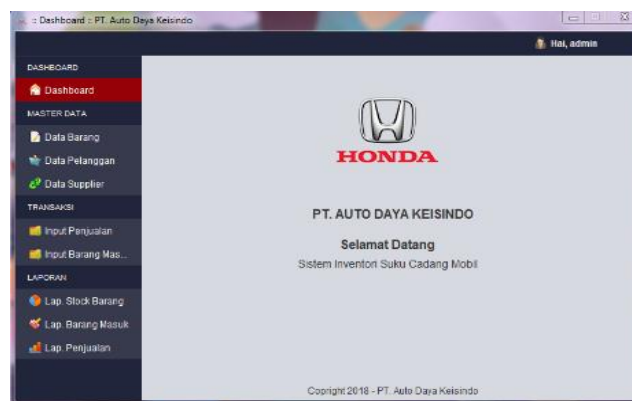 :: Dashboard :: PT. Auto Daya Keisindo
Hai, admin
DASHBOARD
Dashboard
MASTER DATA
Data Barang
Data Pelanggan
Data Supplier
TRANSAKSI
Input Penjualan
Input Barang Mas...
LAPORAN
Lap. Stock Barang
Lap. Barang Masuk
Lap. Penjualan
HONDA
PT. AUTO DAYA KEISINDO
Selamat Datang
Sistem Inventori Suku Cadang Mobil
Copright 2018 - PT. Auto Daya Keisindo